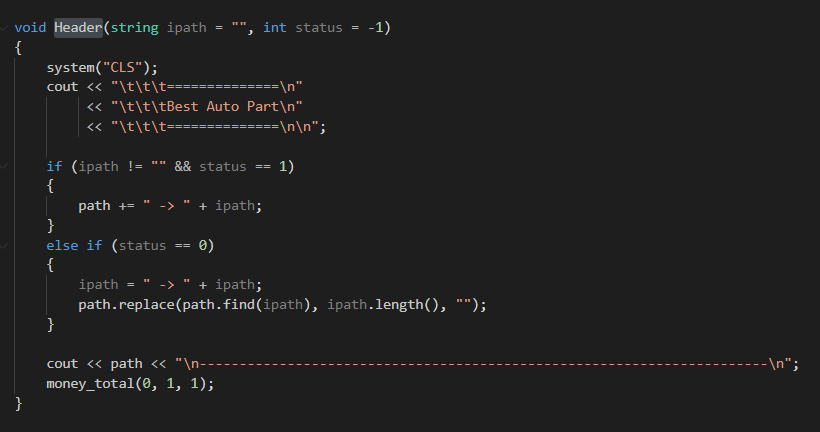 void Header(string ipath = "", int status = -1)
{
    system("CLS");
    cout << "\t\t\t==============\n"
         << "\t\t\tBest Auto Part\n"
         << "\t\t\t==============\n\n";
    if (ipath != "" && status == 1)
    {
        path += " -> " + ipath;
    }
    else if (status == 0)
    {
        ipath = " -> " + ipath;
        path.replace(path.find(ipath), ipath.length(), "");
    }
    cout << path << "\n-----------------------------------------------------------------------\n";
    money_total(0, 1, 1);
}